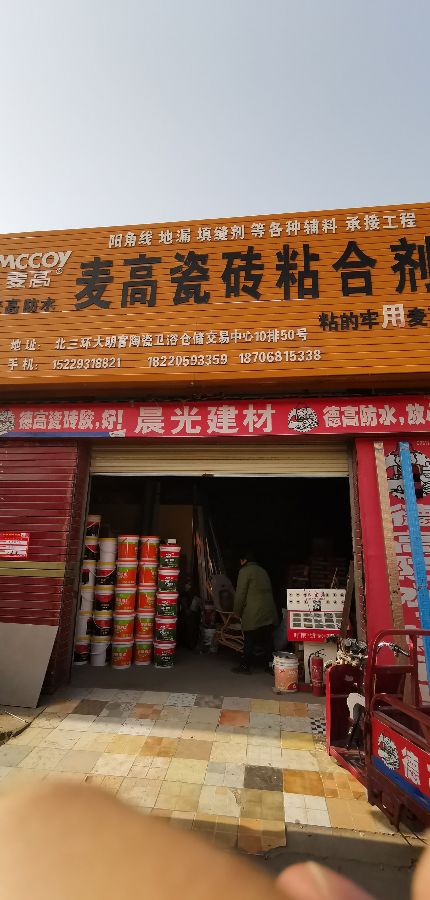 阳角线 地漏 填缝剂 等各种辅料 承接工程
MCCOY
麦高®
麦高瓷砖粘合剂
高防水
粘的牢用麦
地址: 北三环大明宫陶瓷卫浴仓储交易中心10排50号
手机: 15229318821 18220593359 18706815338
德高瓷砖胶,好!
晨光建材
德高防水,放心
德高
德